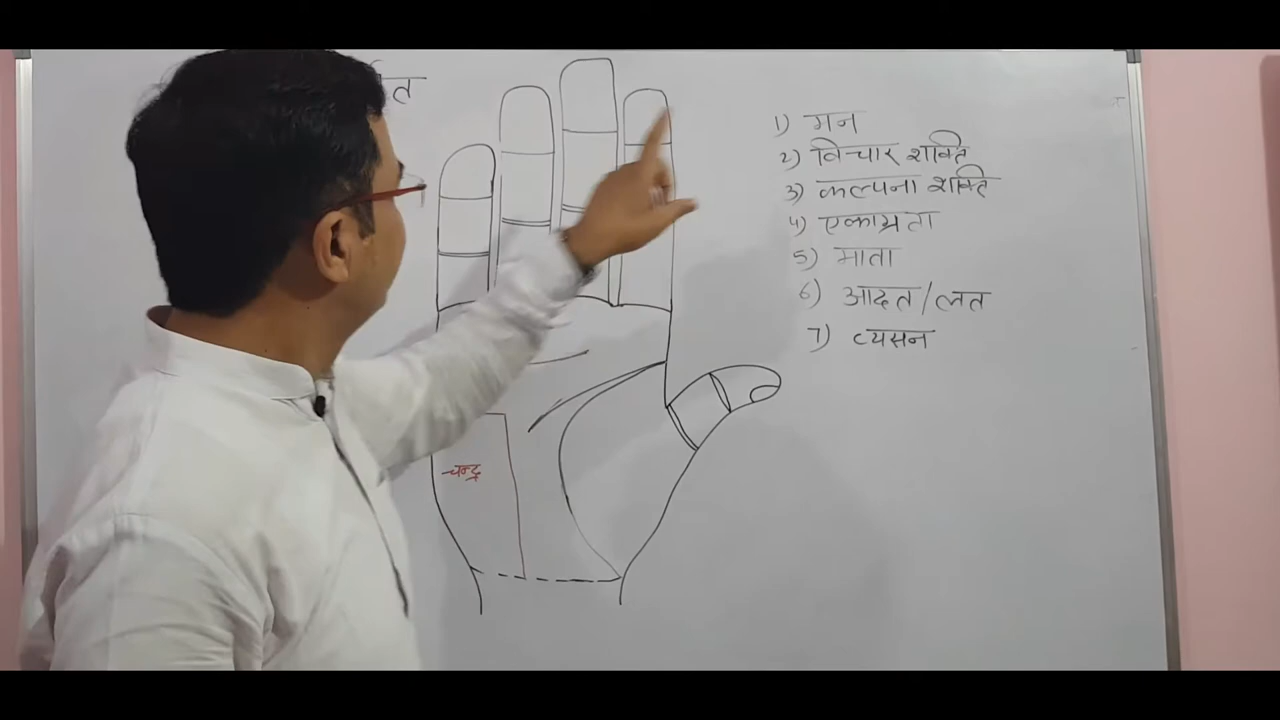 1) मन
2) विचार शक्ति
3) कल्पना शक्ति
4) एकाग्रता
5) माता
6) आदत/लत
7) व्यसन
चन्द्र